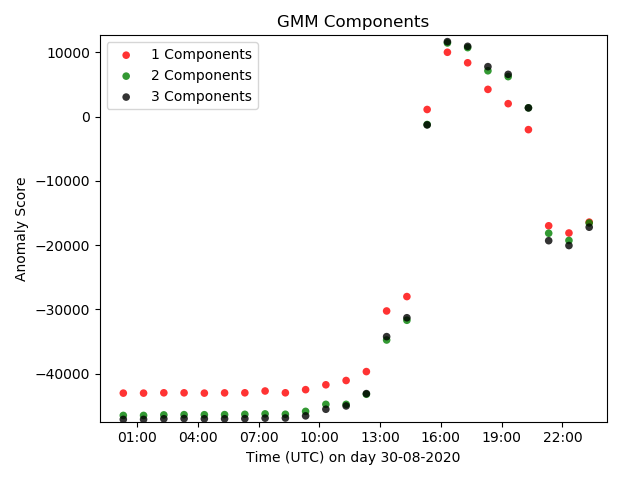 GMM Components
1 Components
2 Components
3 Components
Anomaly Score
10000
0
−10000
−20000
−30000
−40000
01:00 04:00 07:00 10:00 13:00 16:00 19:00 22:00
Time (UTC) on day 30-08-2020